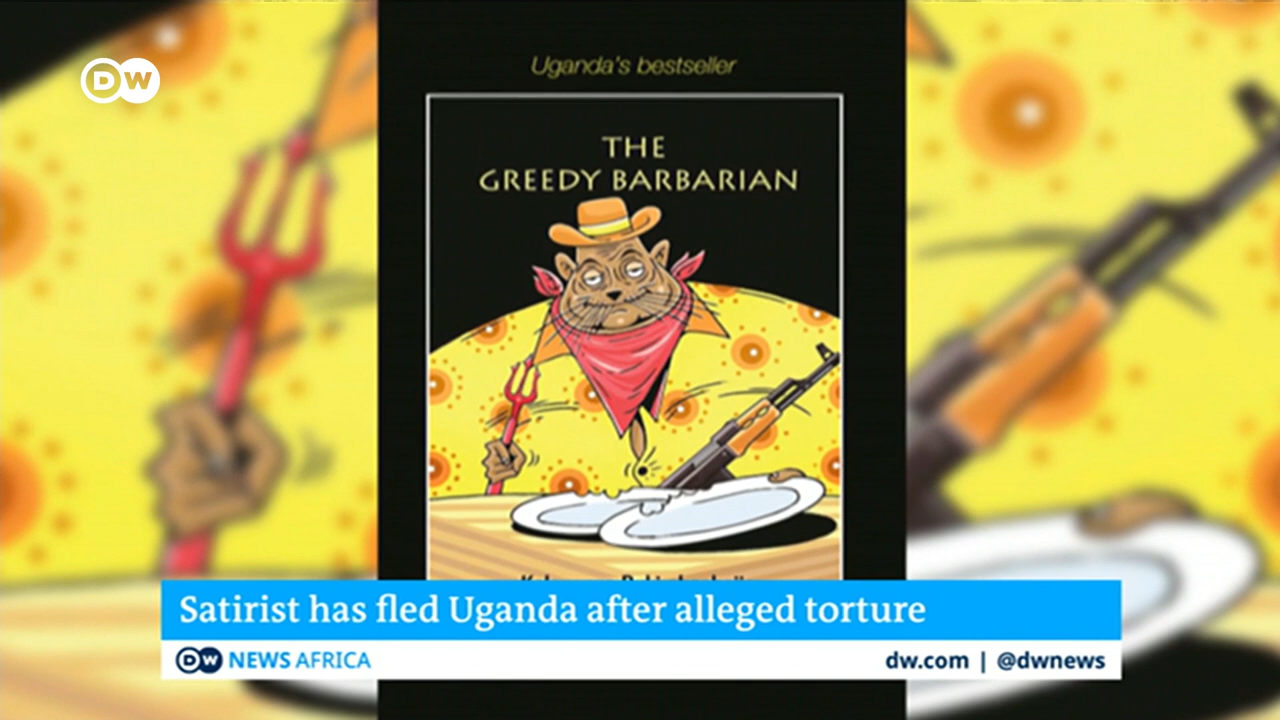 DW
Uganda's bestseller
THE
GREEDY BARBARIAN
Satirist has fled Uganda after alleged torture
DW NEWS AFRICA
dw.com | @dwnews